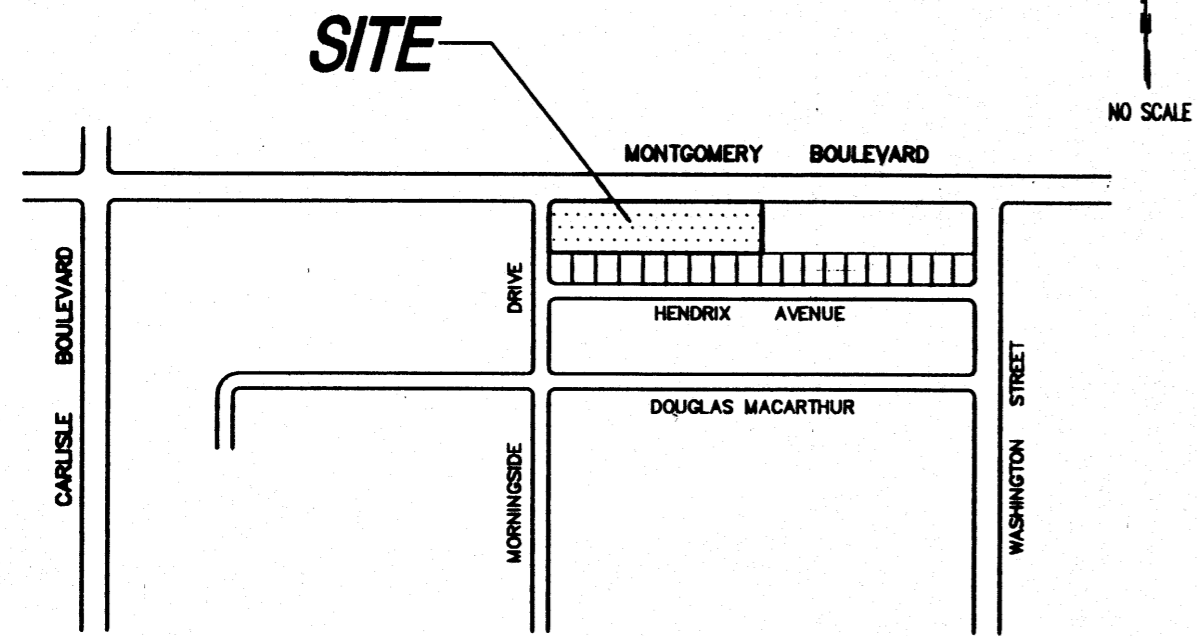 SITE
NO SCALE
MONTGOMERY BOULEVARD
CARLISLE BOULEVARD
MORNINGSIDE DRIVE
HENDRIX AVENUE
DOUGLAS MACARTHUR
WASHINGTON STREET